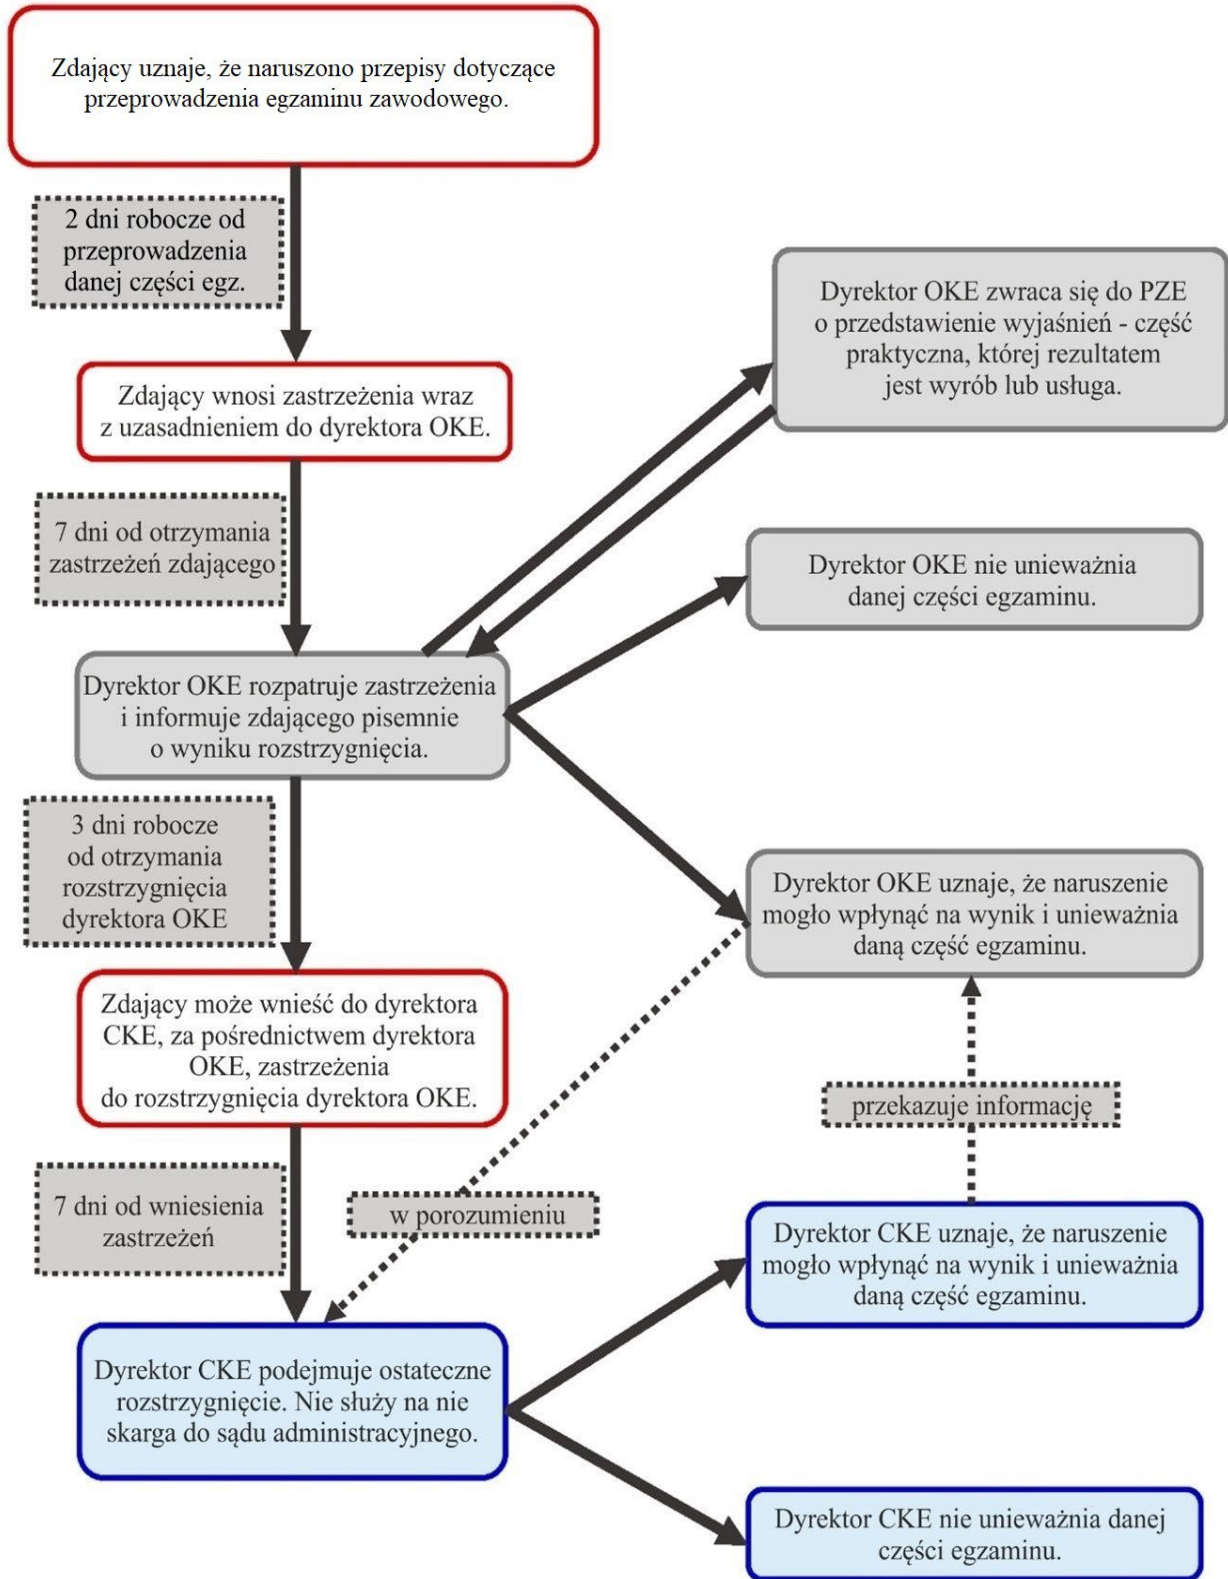 Zdający uznaje, że naruszono przepisy dotyczące
przeprowadzenia egzaminu zawodowego.
2 dni robocze od
przeprowadzenia
danej części egz.
Dyrektor OKE zwraca się do PZE
o przedstawienie wyjaśnień - część
praktyczna, której rezultatem
jest wyrób lub usługa.
Zdający wnosi zastrzeżenia wraz
z uzasadnieniem do dyrektora OKE.
7 dni od otrzymania
zastrzeżeń zdającego
Dyrektor OKE nie unieważnia
danej części egzaminu.
Dyrektor OKE rozpatruje zastrzeżenia
i informuje zdającego pisemnie
o wyniku rozstrzygnięcia.
3 dni robocze
od otrzymania
rozstrzygnięcia
dyrektora OKE
Dyrektor OKE uznaje, że naruszenie
mogło wpłynąć na wynik i unieważnia
daną część egzaminu.
Zdający może wnieść do dyrektora
CKE, za pośrednictwem dyrektora
OKE, zastrzeżenia
do rozstrzygnięcia dyrektora OKE.
przekazuje informację
7 dni od wniesienia
zastrzeżeń
w porozumieniu
Dyrektor CKE uznaje, że naruszenie
mogło wpłynąć na wynik i unieważnia
daną część egzaminu.
Dyrektor CKE podejmuje ostateczne
rozstrzygnięcie. Nie służy na nie
skarga do sądu administracyjnego.
Dyrektor CKE nie unieważnia danej
części egzaminu.